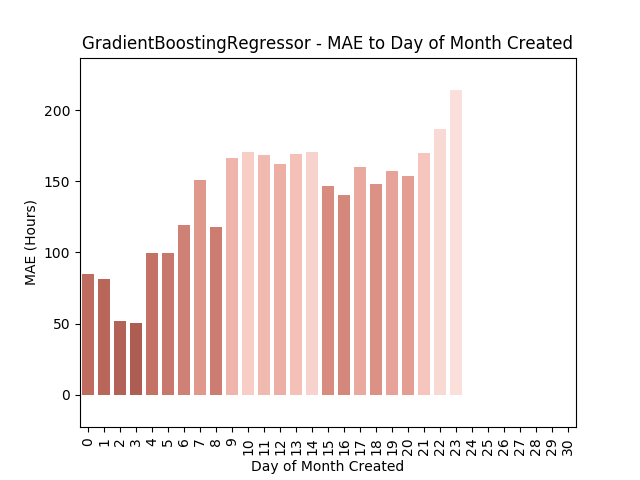 GradientBoostingRegressor - MAE to Day of Month Created
MAE (Hours)
200
150
100
50
0
0 1 2 3 4 5 6 7 8 9 10 11 12 13 14 15 16 17 18 19 20 21 22 23 24 25 26 27 28 29 30
Day of Month Created